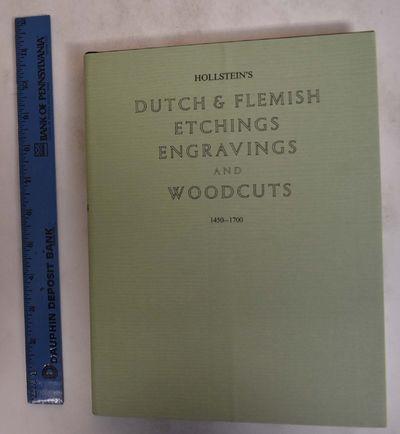 HOLLSTEIN'S
DUTCH & FLEMISH
ETCHINGS
ENGRAVINGS
AND
WOODCUTS
1450–1700
BANK OF PENNSYLVANIA
DAUPHIN DEPOSIT BANK